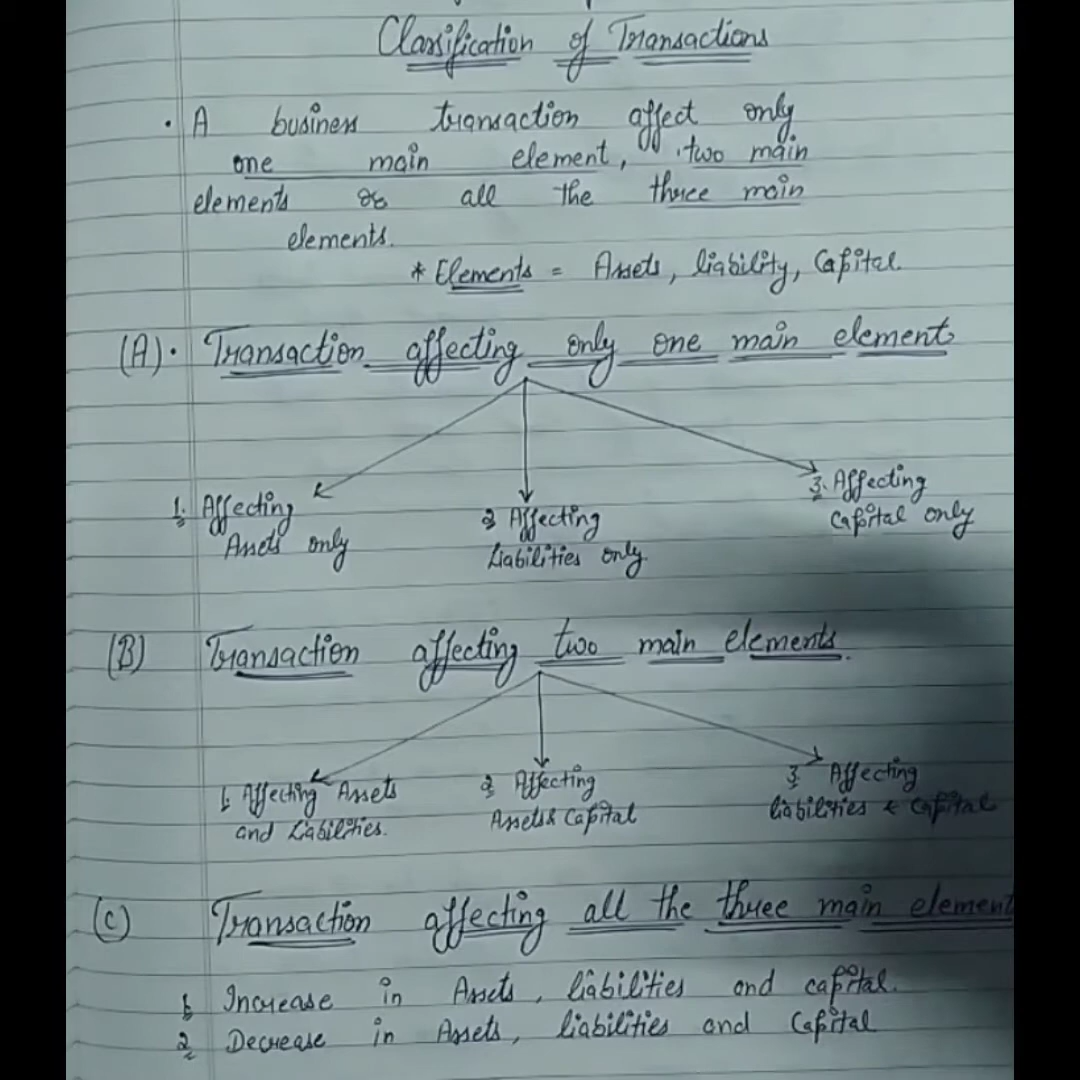 Classification of Transactions
• A business transaction affect only
one main element, two main
elements or all the three main
elements.
* Elements = Assets, liability, Capital
(A)• Transaction affecting only one main element
1. Affecting
Assets only
2 Affecting
Liabilities only
3. Affecting
Capital only
(B) Transaction affecting two main elements.
1. Affecting Assets
and Liabilities.
2 Affecting
Assets & Capital
3 Affecting
liabilities & Capital
(C) Transaction affecting all the three main element
1. Increase in Assets, liabilities and capital.
2 Decrease in Assets, liabilities and Capital